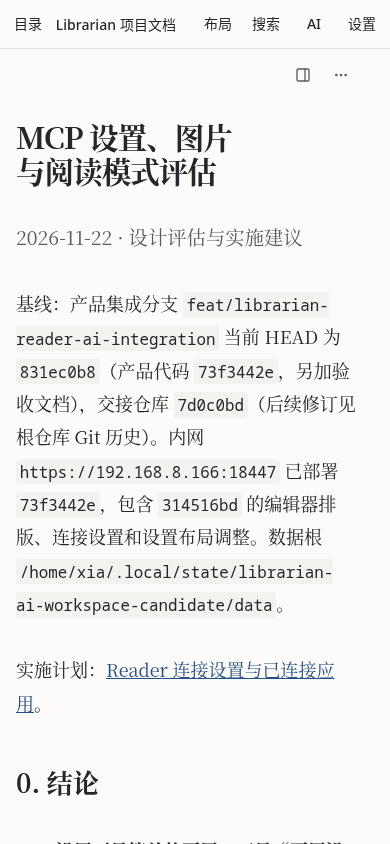 目录 Librarian 项目文档 布局 搜索 AI 设置
MCP 设置、图片
与阅读模式评估
2026-11-22 · 设计评估与实施建议
基线：产品集成分支 feat/librarian-
reader-ai-integration 当前 HEAD 为
831ec0b8（产品代码 73f3442e，另加验
收文档），交接仓库 7d0c0bd（后续修订见
根仓库 Git 历史）。内网
https://192.168.8.166:18447 已部署
73f3442e，包含 314516bd 的编辑器排
版、连接设置和设置布局调整。数据根
/home/xia/.local/state/librarian-
ai-workspace-candidate/data。
实施计划：Reader 连接设置与已连接应
用。
0. 结论